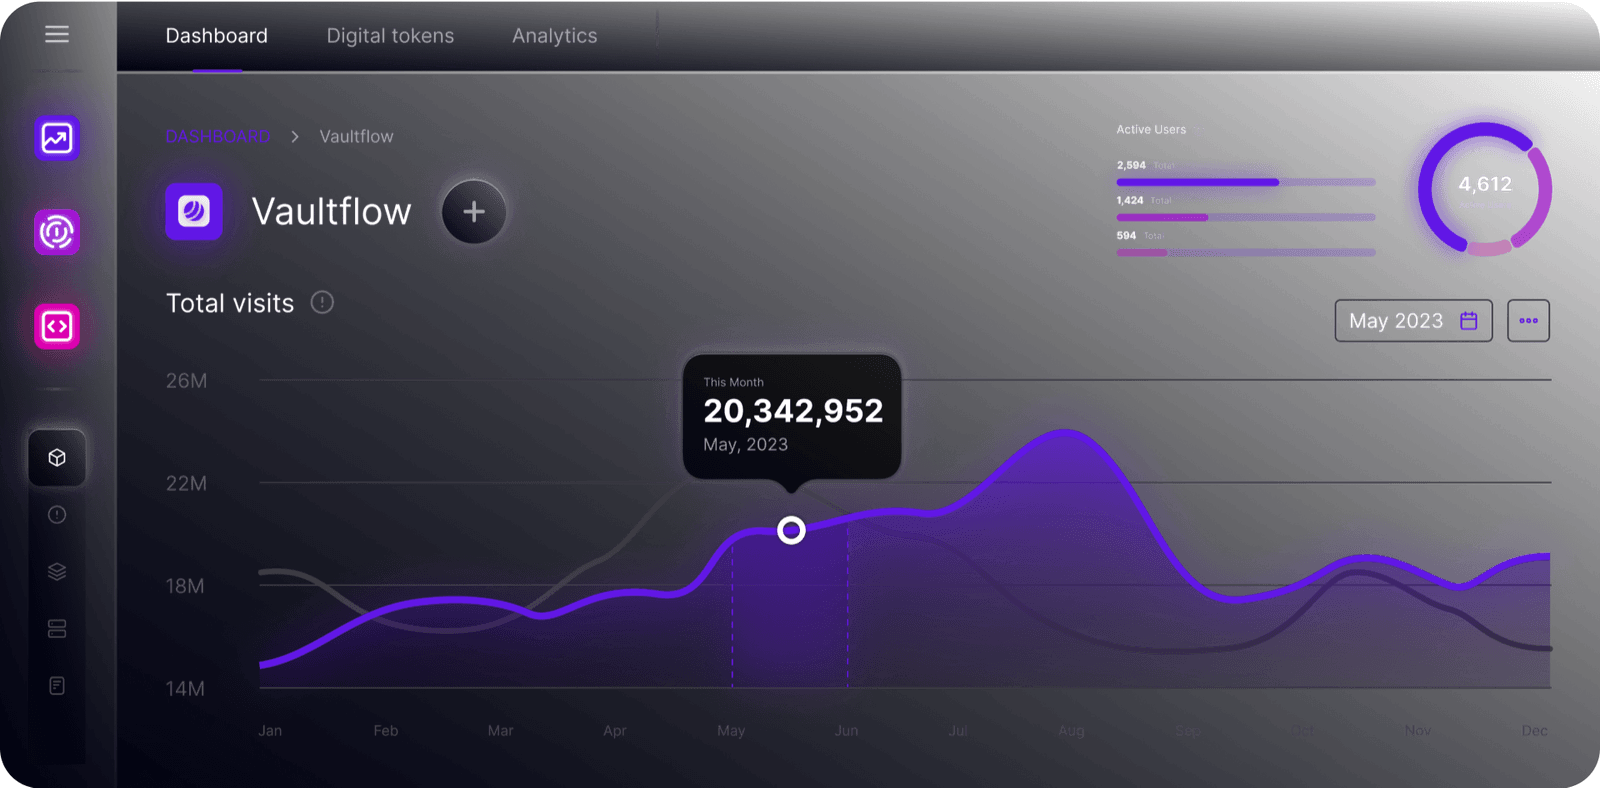 Dashboard Digital tokens Analytics
DASHBOARD > Vaultflow
Vaultflow
Active Users
2,594 Total
1,424 Total
594 Total
4,612
Total visits
May 2023
This Month
20,342,952
May, 2023
26M
22M
18M
14M
Jan Feb Mar Apr May Jun Jul Aug Sep Oct Nov Dec